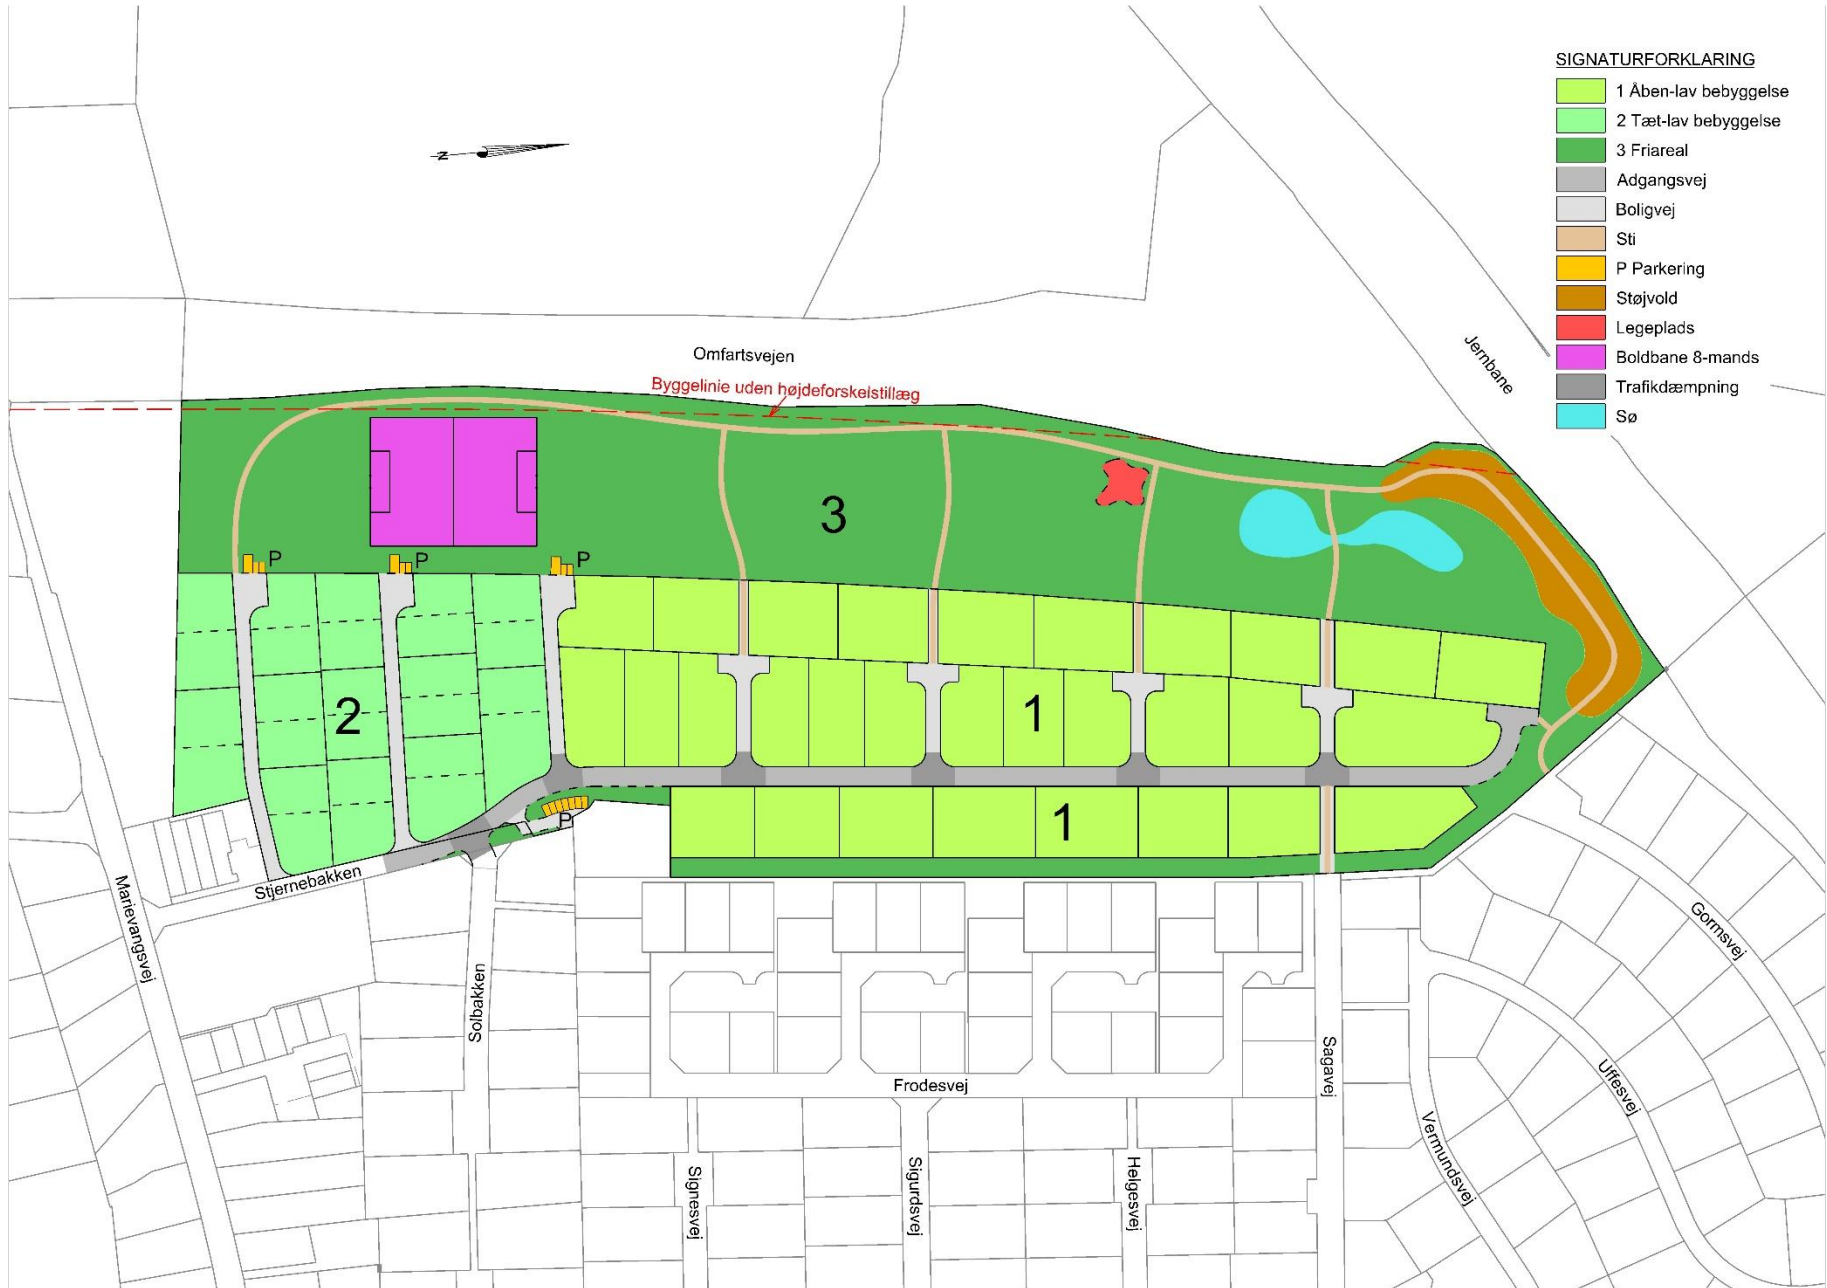 SIGNATURFORKLARING
1 Åben-lav bebyggelse
2 Tæt-lav bebyggelse
3 Friareal
Adgangsvej
Boligvej
Sti
P Parkering
Støjvold
Legeplads
Boldbane 8-mands
Trafikdæmpning
Sø
N
Omfartsvejen
Jernbane
Byggelinie uden højdeforskelstillæg
3
P
P
P
2
1
1
P
Stjernebakken
Marievangsvej
Solbakken
Gormsvej
Frodesvej
Sagavej
Uffesvej
Vermundsvej
Signesvej
Sigurdsvej
Helgesvej